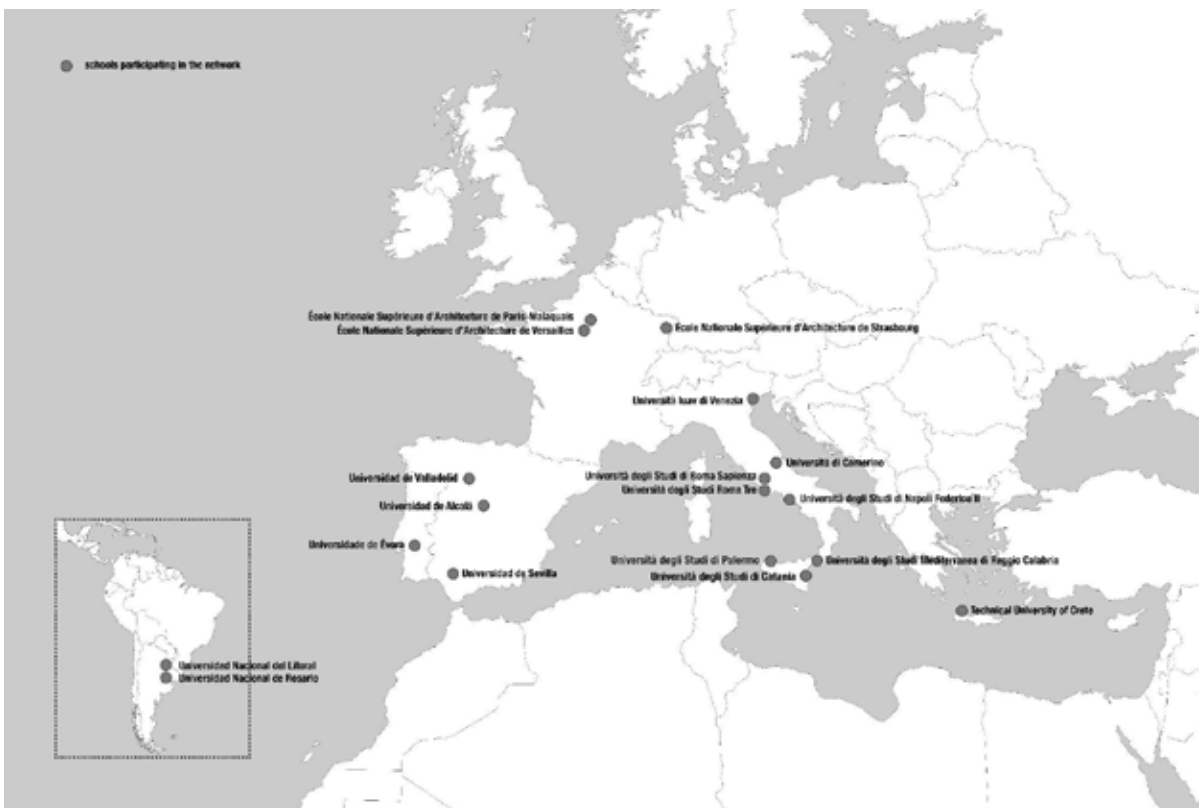 schools participating in the network
École Nationale Supérieure d'Architecture de Paris-Malaquais
École Nationale Supérieure d'Architecture de Versailles
École Nationale Supérieure d'Architecture de Strasbourg
Università Iuav di Venezia
Università di Camerino
Università degli Studi di Roma Sapienza
Università degli Studi Roma Tre
Università degli Studi di Napoli Federico II
Universidad de Valladolid
Universidad de Alcalá
Universidade de Évora
Universidad de Sevilla
Università degli Studi di Palermo
Università degli Studi Mediterranea di Reggio Calabria
Università degli Studi di Catania
Technical University of Crete
Universidad Nacional del Litoral
Universidad Nacional de Rosario